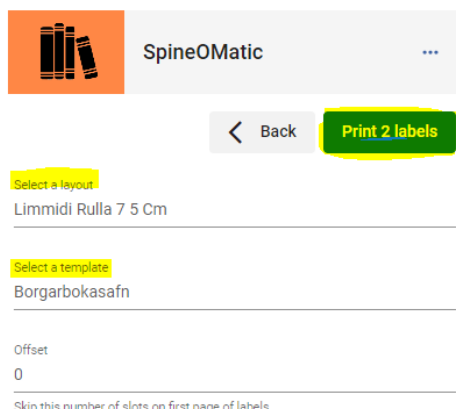 SpineOMatic
Back
Print 2 labels
Select a layout
Limmidi Rulla 7 5 Cm
Select a template
Borgarbokasafn
Offset
0
Skip this number of slots on first page of labels